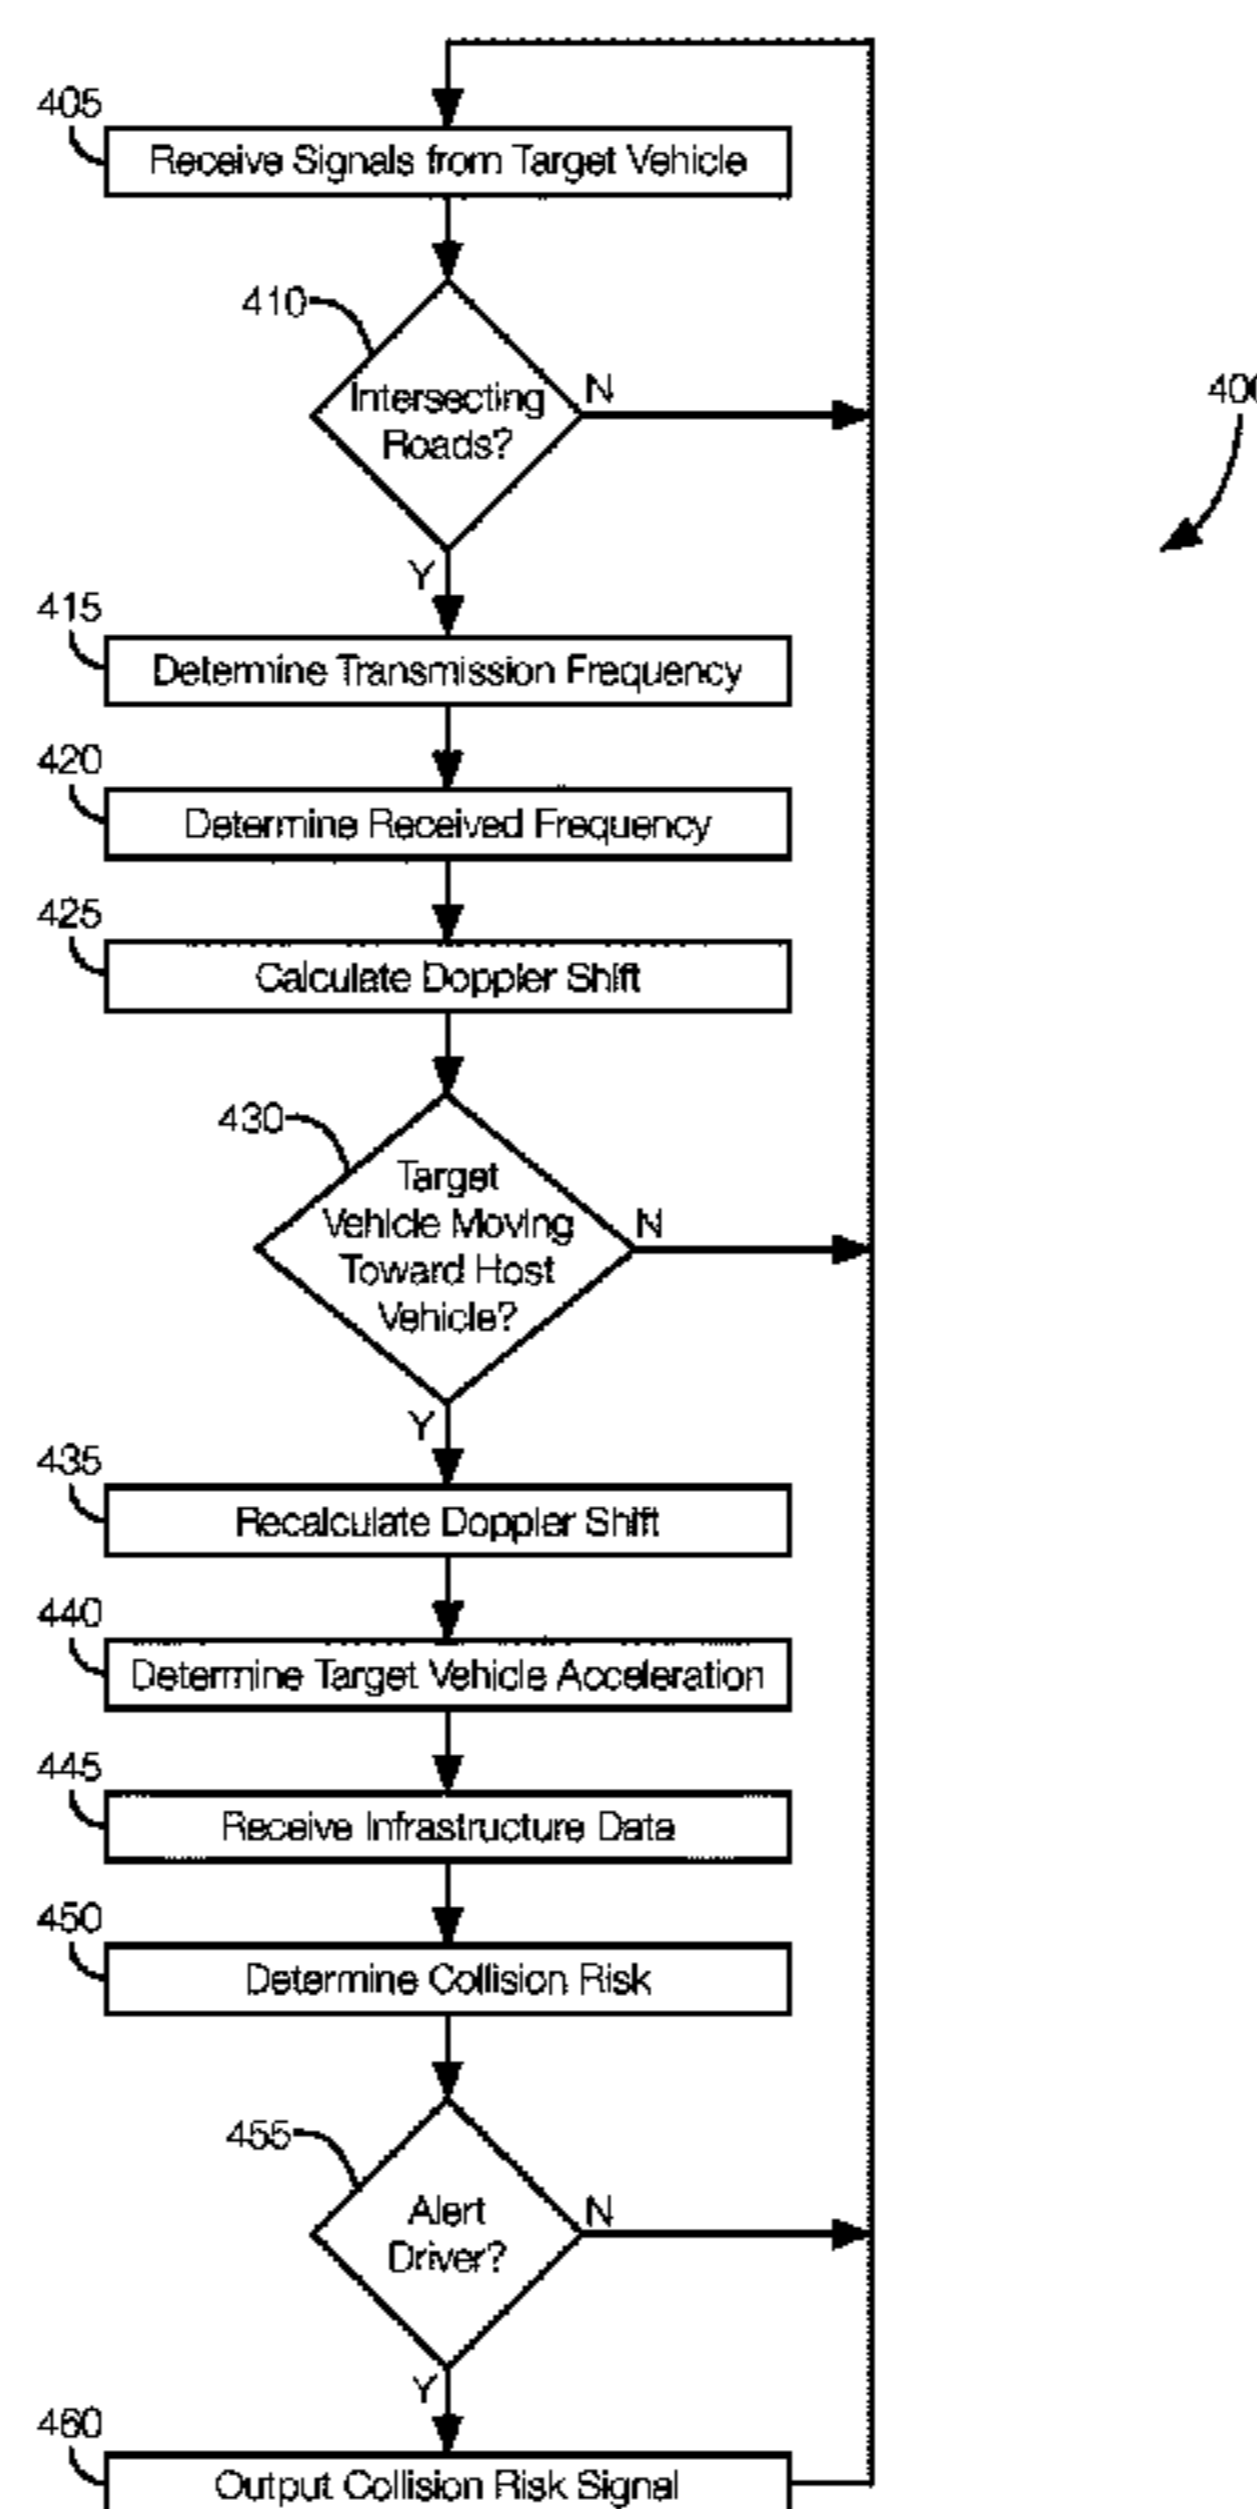 405
Receive Signals from Target Vehicle
410
Intersecting
Roads?
N
Y
400
415
Determine Transmission Frequency
420
Determine Received Frequency
425
Calculate Doppler Shift
430
Target
Vehicle Moving
Toward Host
Vehicle?
N
Y
435
Recalculate Doppler Shift
440
Determine Target Vehicle Acceleration
445
Receive Infrastructure Data
450
Determine Collision Risk
455
Alert
Driver?
N
Y
460
Output Collision Risk Signal